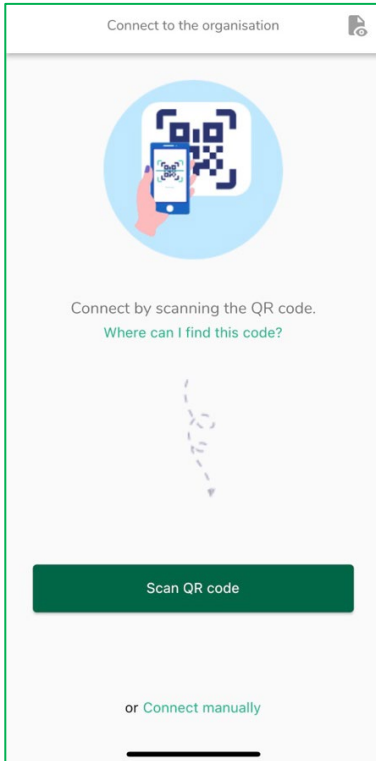 Connect to the organisation
Connect by scanning the QR code.
Where can I find this code?
Scan QR code
or Connect manually